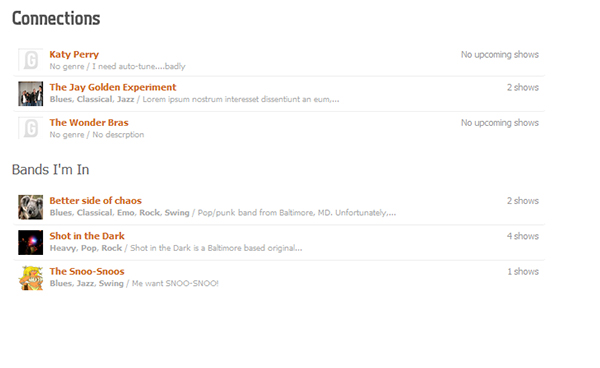 Connections
Katy Perry No upcoming shows
No genre / I need auto-tune....badly
The Jay Golden Experiment 2 shows
Blues, Classical, Jazz / Lorem ipsum nostrum interesset dissentiunt an eum,...
The Wonder Bras No upcoming shows
No genre / No descrption
Bands I'm In
Better side of chaos 2 shows
Blues, Classical, Emo, Rock, Swing / Pop/punk band from Baltimore, MD. Unfortunately,...
Shot in the Dark 4 shows
Heavy, Pop, Rock / Shot in the Dark is a Baltimore based original...
The Snoo-Snoos 1 shows
Blues, Jazz, Swing / Me want SNOO-SNOO!